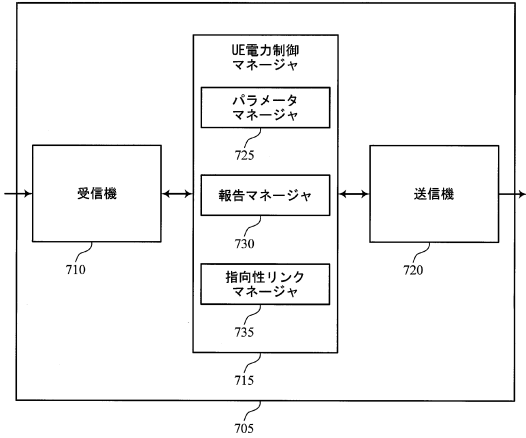 UE電力制御
マネージャ
パラメータ
マネージャ
725
受信機
710
報告マネージャ
730
送信機
720
指向性リンク
マネージャ
735
715
705